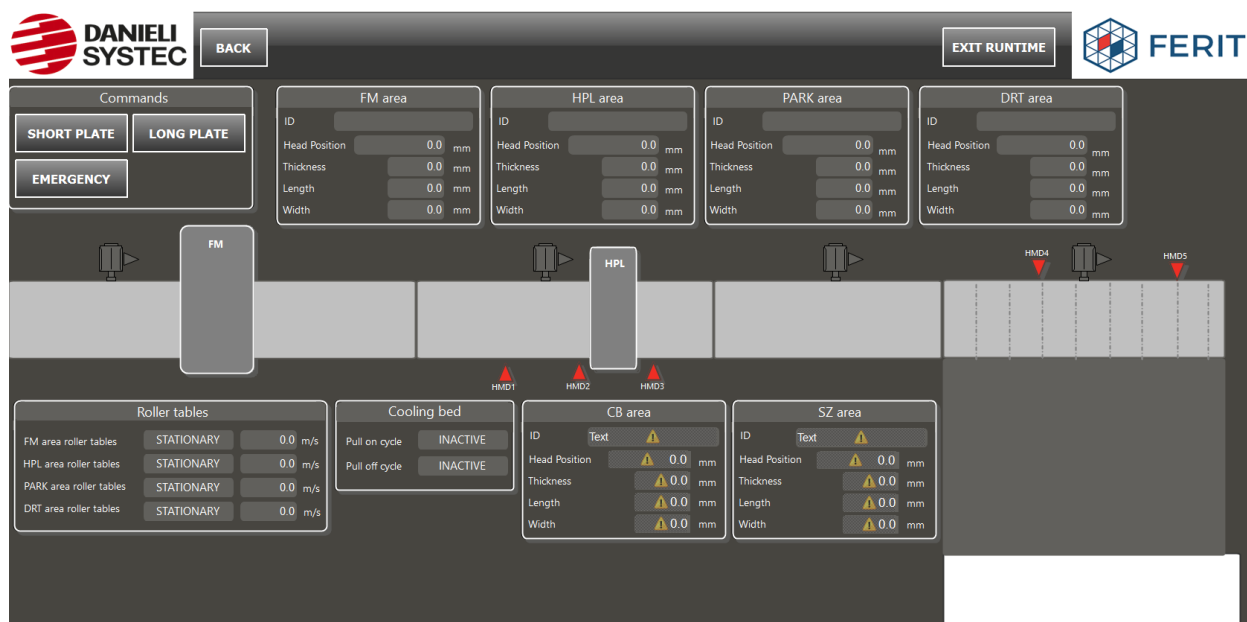 DANIELI
SYSTEC
BACK
EXIT RUNTIME
FERIT
Commands
SHORT PLATE
LONG PLATE
EMERGENCY
FM area
ID
Head Position 0.0 mm
Thickness 0.0 mm
Length 0.0 mm
Width 0.0 mm
HPL area
ID
Head Position 0.0 mm
Thickness 0.0 mm
Length 0.0 mm
Width 0.0 mm
PARK area
ID
Head Position 0.0 mm
Thickness 0.0 mm
Length 0.0 mm
Width 0.0 mm
DRT area
ID
Head Position 0.0 mm
Thickness 0.0 mm
Length 0.0 mm
Width 0.0 mm
FM
HPL
HMD4
HMD5
HMD1
HMD2
HMD3
Roller tables
FM area roller tables STATIONARY 0.0 m/s
HPL area roller tables STATIONARY 0.0 m/s
PARK area roller tables STATIONARY 0.0 m/s
DRT area roller tables STATIONARY 0.0 m/s
Cooling bed
Pull on cycle INACTIVE
Pull off cycle INACTIVE
CB area
ID Text
Head Position 0.0 mm
Thickness 0.0 mm
Length 0.0 mm
Width 0.0 mm
SZ area
ID Text
Head Position 0.0 mm
Thickness 0.0 mm
Length 0.0 mm
Width 0.0 mm